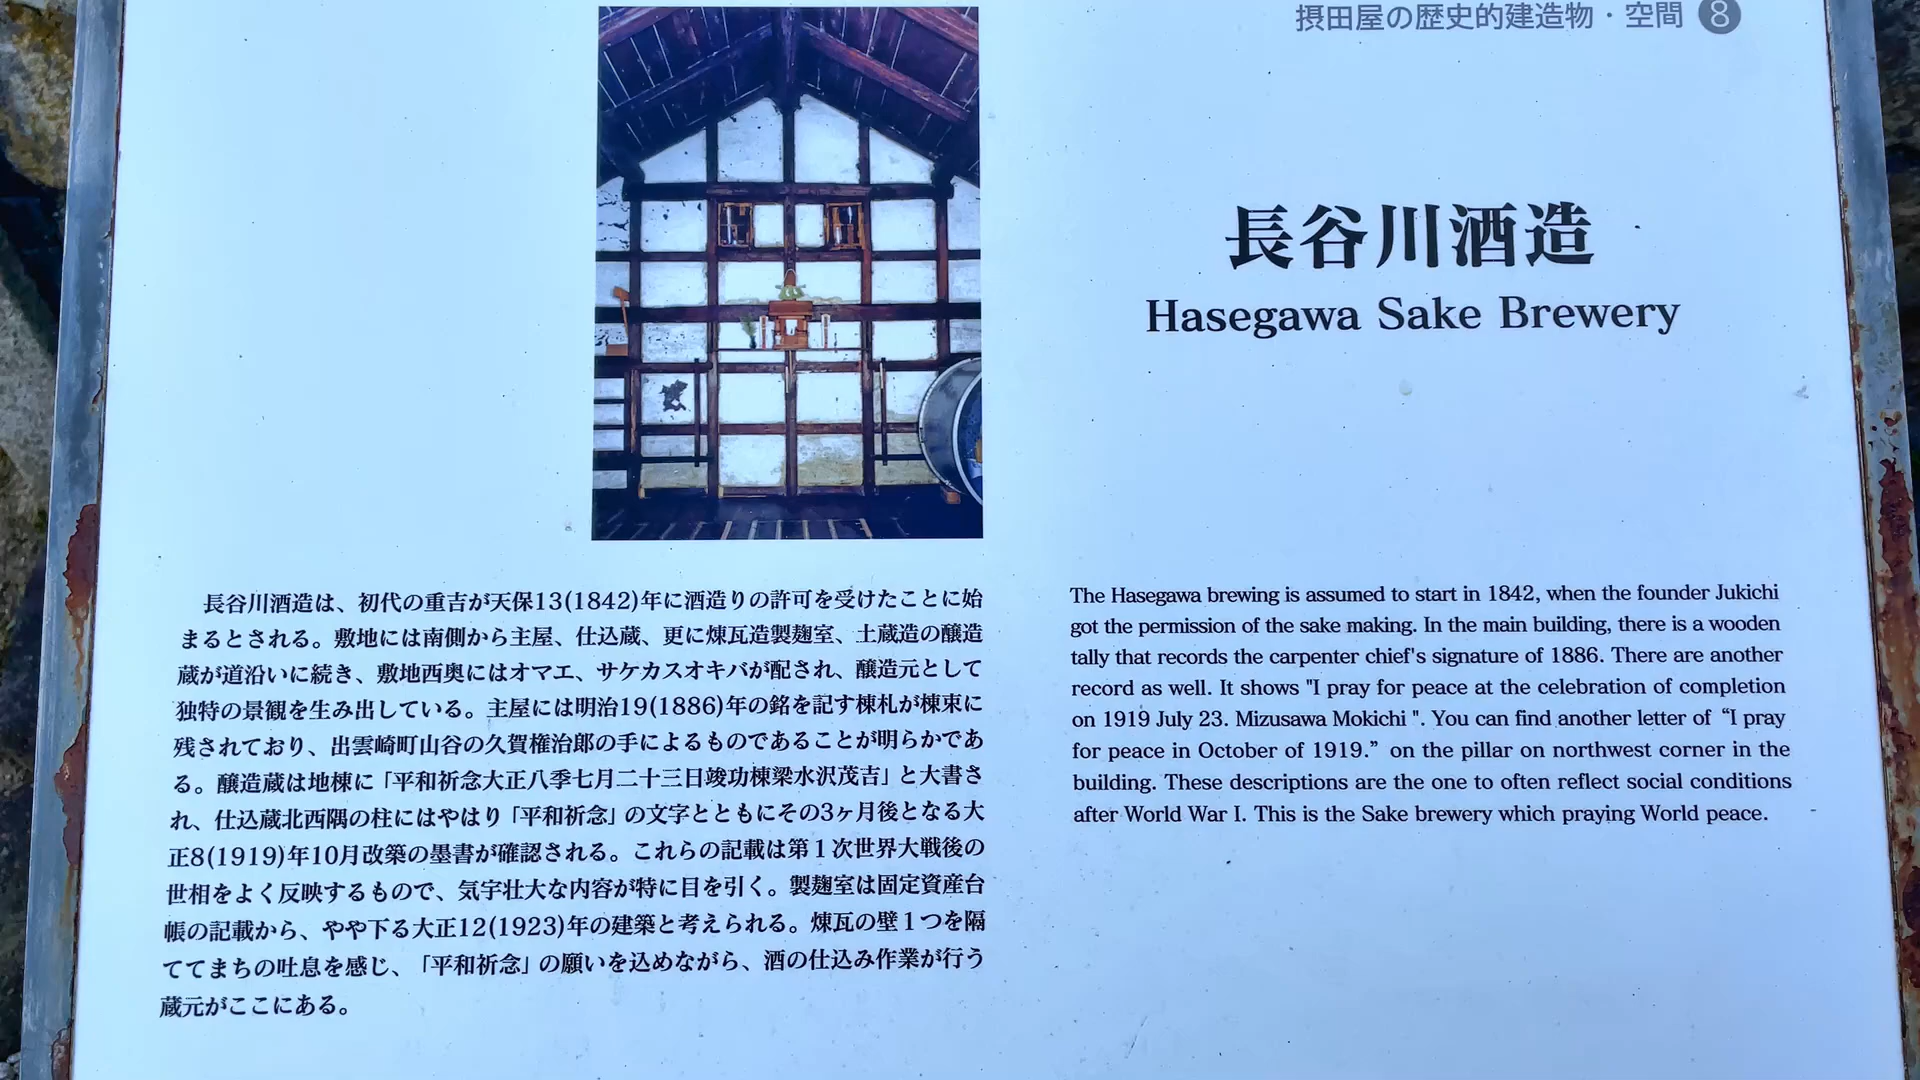 摂田屋の歴史的建造物・空間 8
長谷川酒造
Hasegawa Sake Brewery
長谷川酒造は、初代の重吉が天保13(1842)年に酒造りの許可を受けたことに始
まるとされる。敷地には南側から主屋、仕込蔵、更に煉瓦造製麹室、土蔵造の醸造
蔵が道沿いに続き、敷地西奥にはオマエ、サケカスオキバが配され、醸造元として
独特の景観を生み出している。主屋には明治19(1886)年の銘を記す棟札が棟束に
残されており、出雲崎町山谷の久賀権治郎の手によるものであることが明らかであ
る。醸造蔵は地棟に「平和祈念大正八季七月二十三日竣功棟梁水沢茂吉」と大書さ
れ、仕込蔵北西隅の柱にはやはり「平和祈念」の文字とともにその3ヶ月後となる大
正8(1919)年10月改築の墨書が確認される。これらの記載は第1次世界大戦後の
世相をよく反映するもので、気宇壮大な内容が特に目を引く。製麹室は固定資産台
帳の記載から、やや下る大正12(1923)年の建築と考えられる。煉瓦の壁1つを隔
ててまちの吐息を感じ、「平和祈念」の願いを込めながら、酒の仕込み作業が行う
蔵元がここにある。
The Hasegawa brewing is assumed to start in 1842, when the founder Jukichi
got the permission of the sake making. In the main building, there is a wooden
tally that records the carpenter chief's signature of 1886. There are another
record as well. It shows "I pray for peace at the celebration of completion
on 1919 July 23. Mizusawa Mokichi ". You can find another letter of “I pray
for peace in October of 1919.” on the pillar on northwest corner in the
building. These descriptions are the one to often reflect social conditions
after World War I. This is the Sake brewery which praying World peace.